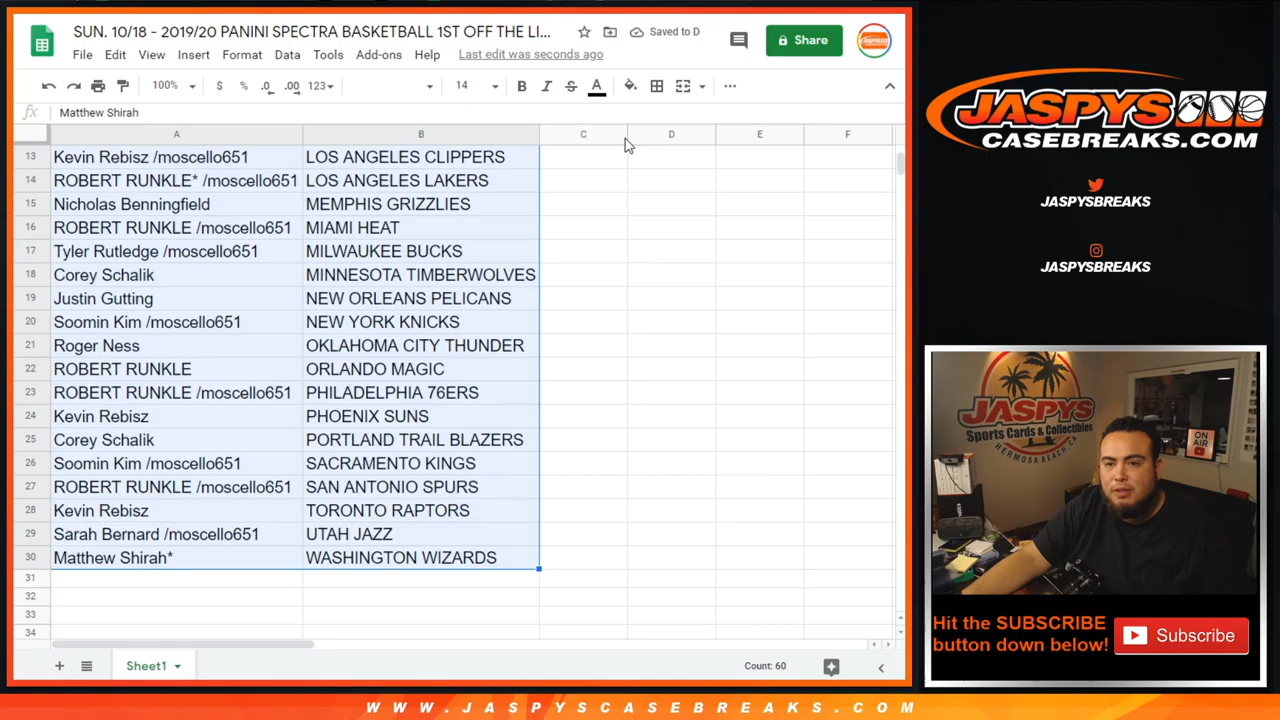 SUN. 10/18 - 2019/20 PANINI SPECTRA BASKETBALL 1ST OFF THE LI...
Saved to D
Share
File Edit View Insert Format Data Tools Add-ons Help Last edit was seconds ago
100% $ % .0 .00 123 14 B I S A
fx Matthew Shirah
A B C D E F
13 Kevin Rebisz /moscello651 LOS ANGELES CLIPPERS
14 ROBERT RUNKLE* /moscello651 LOS ANGELES LAKERS
15 Nicholas Benningfield MEMPHIS GRIZZLIES
16 ROBERT RUNKLE /moscello651 MIAMI HEAT
17 Tyler Rutledge /moscello651 MILWAUKEE BUCKS
18 Corey Schalik MINNESOTA TIMBERWOLVES
19 Justin Gutting NEW ORLEANS PELICANS
20 Soomin Kim /moscello651 NEW YORK KNICKS
21 Roger Ness OKLAHOMA CITY THUNDER
22 ROBERT RUNKLE ORLANDO MAGIC
23 ROBERT RUNKLE /moscello651 PHILADELPHIA 76ERS
24 Kevin Rebisz PHOENIX SUNS
25 Corey Schalik PORTLAND TRAIL BLAZERS
26 Soomin Kim /moscello651 SACRAMENTO KINGS
27 ROBERT RUNKLE /moscello651 SAN ANTONIO SPURS
28 Kevin Rebisz TORONTO RAPTORS
29 Sarah Bernard /moscello651 UTAH JAZZ
30 Matthew Shirah* WASHINGTON WIZARDS
31
32
33
34
Sheet1 Count: 60
JASPYS
CASEBREAKS.COM
JASPYSBREAKS
JASPYSBREAKS
JASPYS
Sports Cards & Collectibles
HERMOSA BEACH, CA
ON AIR
Hit the SUBSCRIBE
button down below!
Subscribe
WWW.JASPYSCASEBREAKS.COM